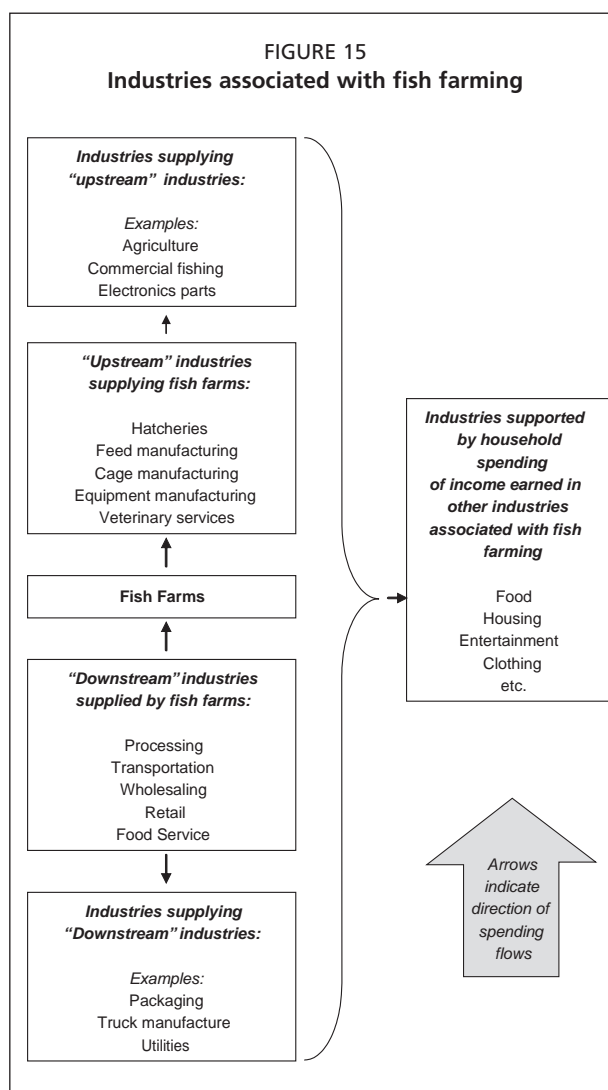 FIGURE 15
Industries associated with fish farming
Industries supplying
“upstream” industries:
Examples:
Agriculture
Commercial fishing
Electronics parts
“Upstream” industries
supplying fish farms:
Hatcheries
Feed manufacturing
Cage manufacturing
Equipment manufacturing
Veterinary services
Fish Farms
“Downstream” industries
supplied by fish farms:
Processing
Transportation
Wholesaling
Retail
Food Service
Industries supplying
“Downstream” industries:
Examples:
Packaging
Truck manufacture
Utilities
Industries supported
by household
spending
of income earned in
other industries
associated with fish
farming
Food
Housing
Entertainment
Clothing
etc.
Arrows
indicate
direction of
spending
flows